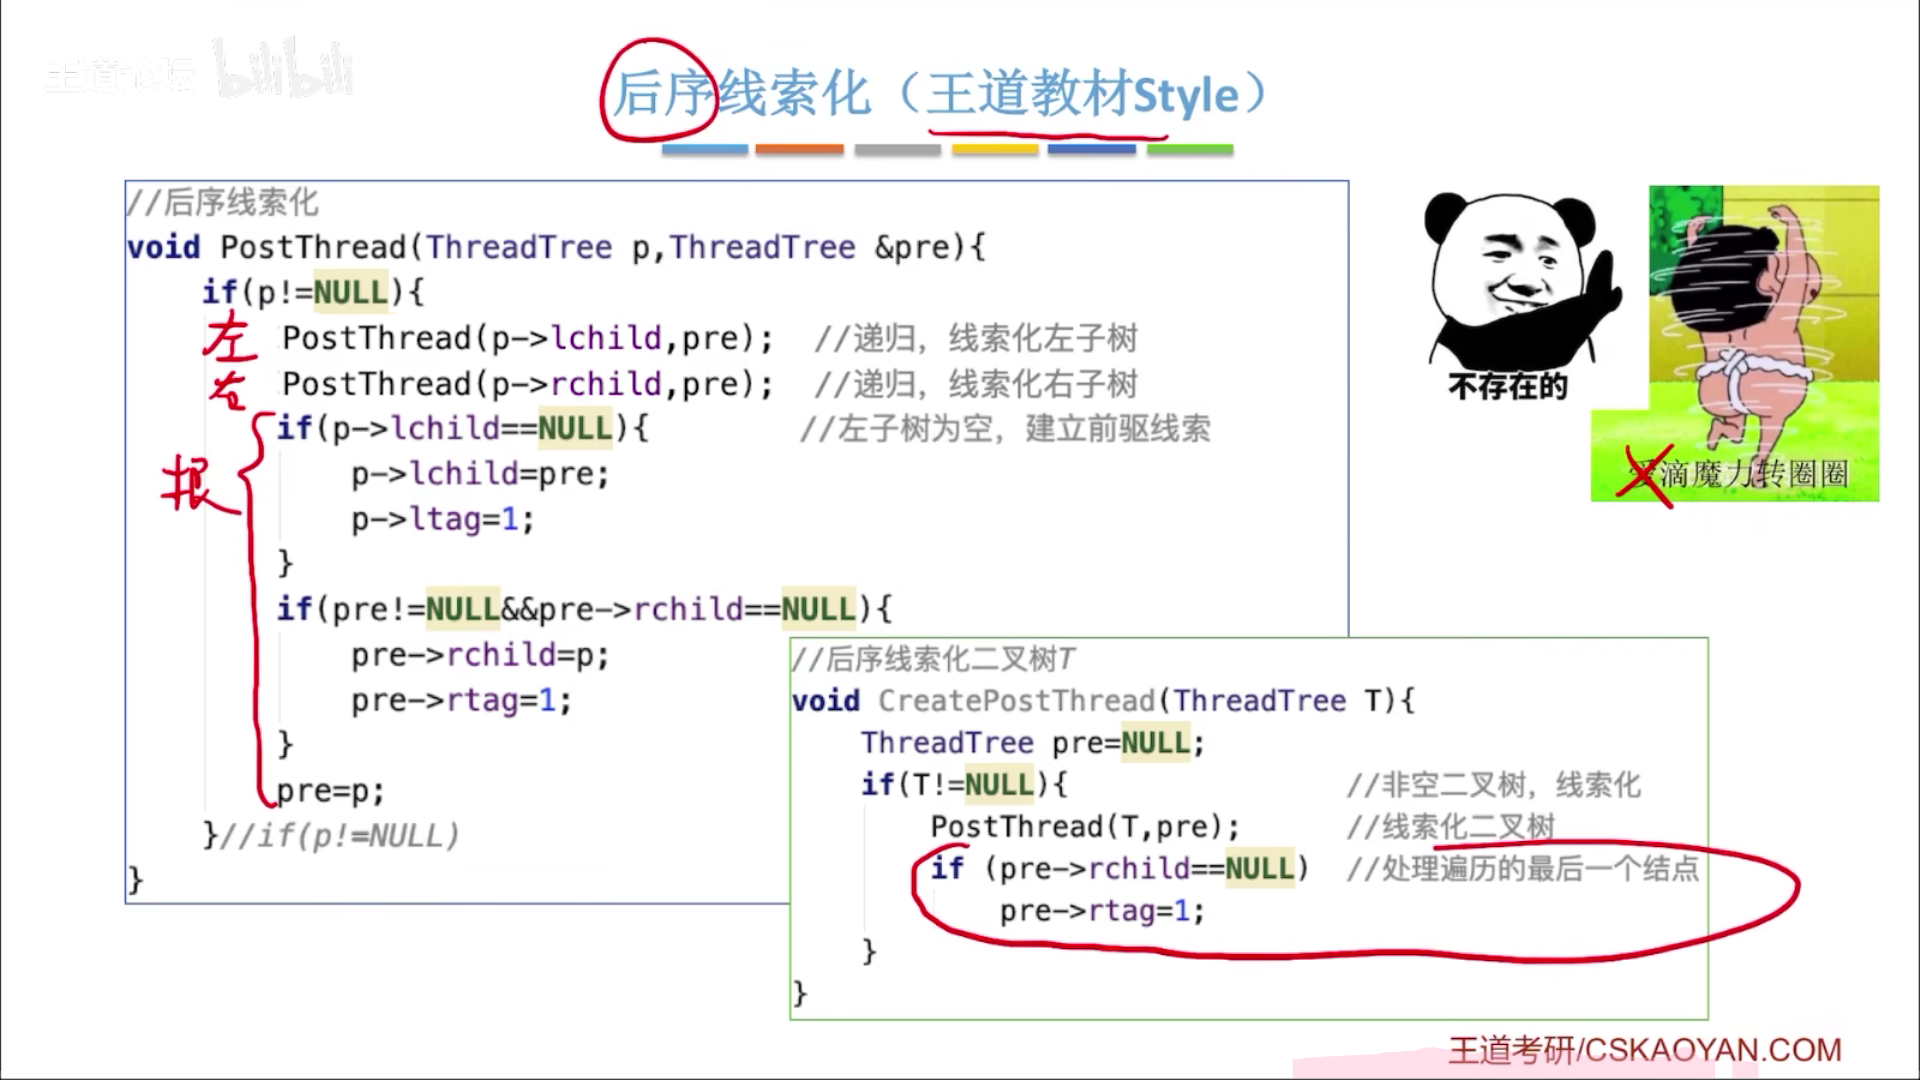 王道论坛 bilibili
后序线索化（王道教材Style）
//后序线索化
void PostThread(ThreadTree p,ThreadTree &pre){
if(p!=NULL){
左 PostThread(p->lchild,pre); //递归，线索化左子树
右 PostThread(p->rchild,pre); //递归，线索化右子树
if(p->lchild==NULL){ //左子树为空，建立前驱线索
根 p->lchild=pre;
p->ltag=1;
}
if(pre!=NULL&&pre->rchild==NULL){
pre->rchild=p;
pre->rtag=1;
}
pre=p;
}//if(p!=NULL)
}
//后序线索化二叉树T
void CreatePostThread(ThreadTree T){
ThreadTree pre=NULL;
if(T!=NULL){ //非空二叉树，线索化
PostThread(T,pre); //线索化二叉树
if (pre->rchild==NULL) //处理遍历的最后一个结点
pre->rtag=1;
}
}
不存在的
爱滴魔力转圈圈
王道考研/CSKAOYAN.COM